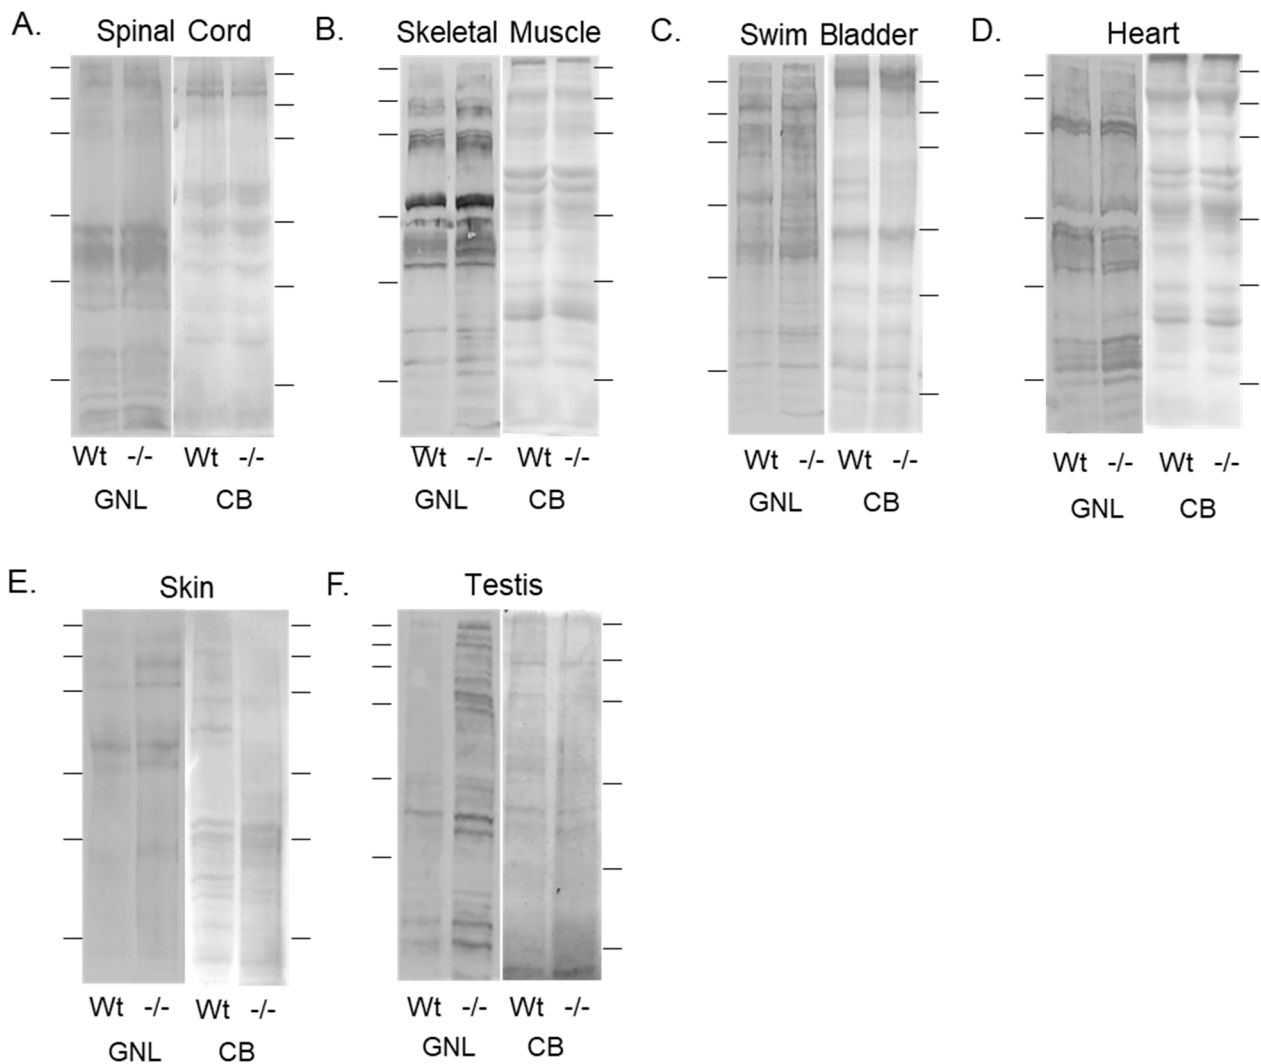 A. Spinal Cord B. Skeletal Muscle C. Swim Bladder D. Heart
Wt -/- Wt -/- Wt -/- Wt -/- Wt -/- Wt -/- Wt -/- Wt -/-
GNL CB GNL CB GNL CB GNL CB
E. Skin F. Testis
Wt -/- Wt -/- Wt -/- Wt -/-
GNL CB GNL CB